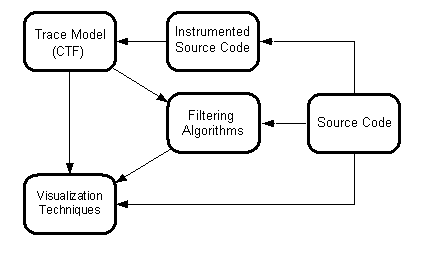 Trace Model
(CTF)
Instrumented
Source Code
Filtering
Algorithms
Source Code
Visualization
Techniques